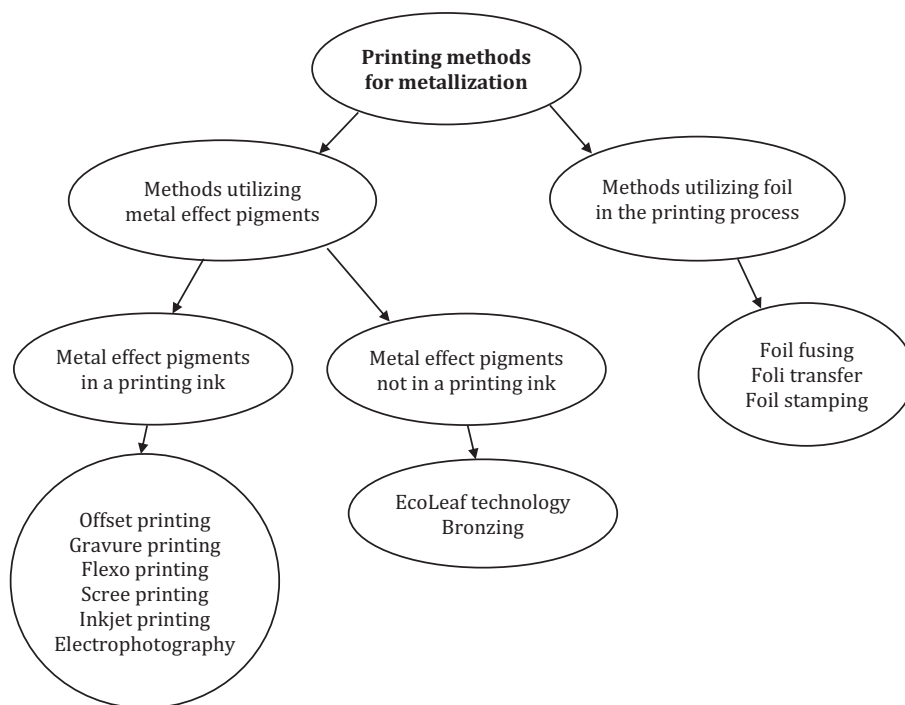 Printing methods
for metallization
Methods utilizing
metal effect pigments
Methods utilizing foil
in the printing process
Metal effect pigments
in a printing ink
Metal effect pigments
not in a printing ink
Foil fusing
Foli transfer
Foil stamping
EcoLeaf technology
Bronzing
Offset printing
Gravure printing
Flexo printing
Scree printing
Inkjet printing
Electrophotography